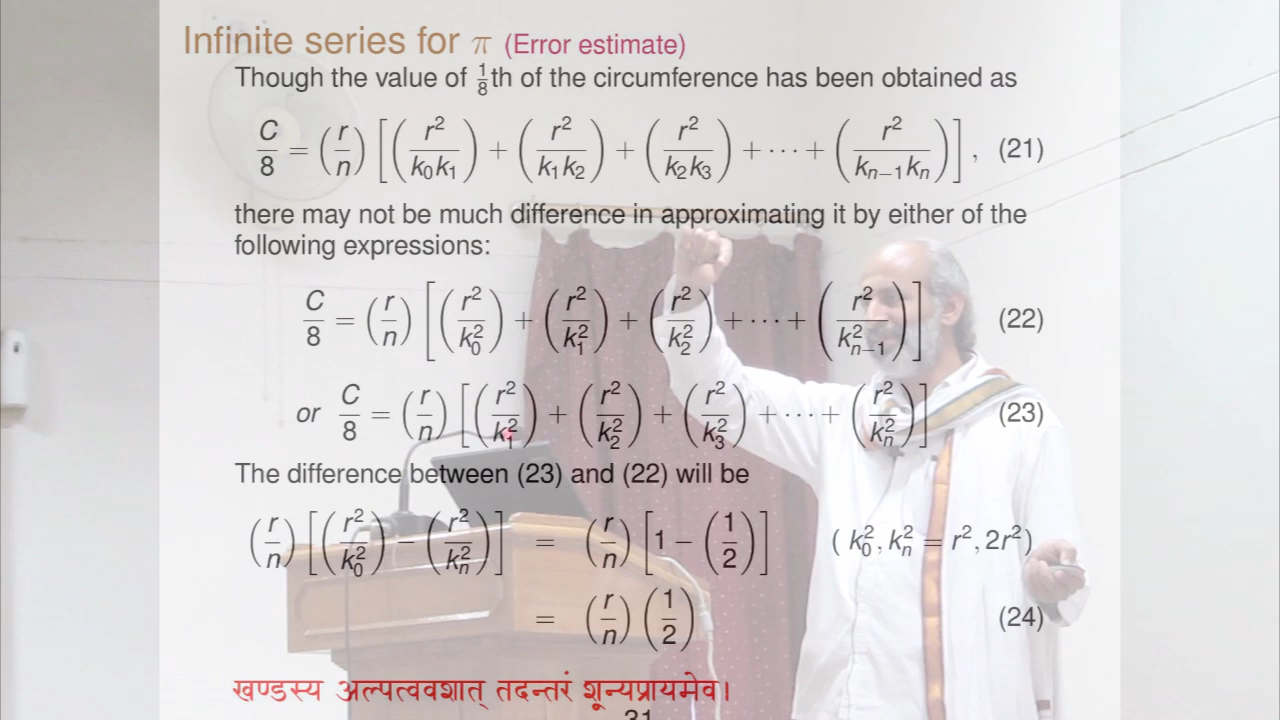 Infinite series for π (Error estimate)
Though the value of 1/8 th of the circumference has been obtained as
C/8 = (r/n) [(r²/k₀k₁) + (r²/k₁k₂) + (r²/k₂k₃) + ··· + (r²/kₙ₋₁kₙ)], (21)
there may not be much difference in approximating it by either of the
following expressions:
C/8 = (r/n) [(r²/k₀²) + (r²/k₁²) + (r²/k₂²) + ··· + (r²/kₙ₋₁²)] (22)
or C/8 = (r/n) [(r²/k₁²) + (r²/k₂²) + (r²/k₃²) + ··· + (r²/kₙ²)] (23)
The difference between (23) and (22) will be
(r/n) [(r²/k₀²) − (r²/kₙ²)] = (r/n) [1 − (1/2)] ( k₀², kₙ² = r², 2r²)
= (r/n) (1/2) (24)
खण्डस्य अल्पत्ववशात् तदन्तरं शून्यप्रायमेव।
31